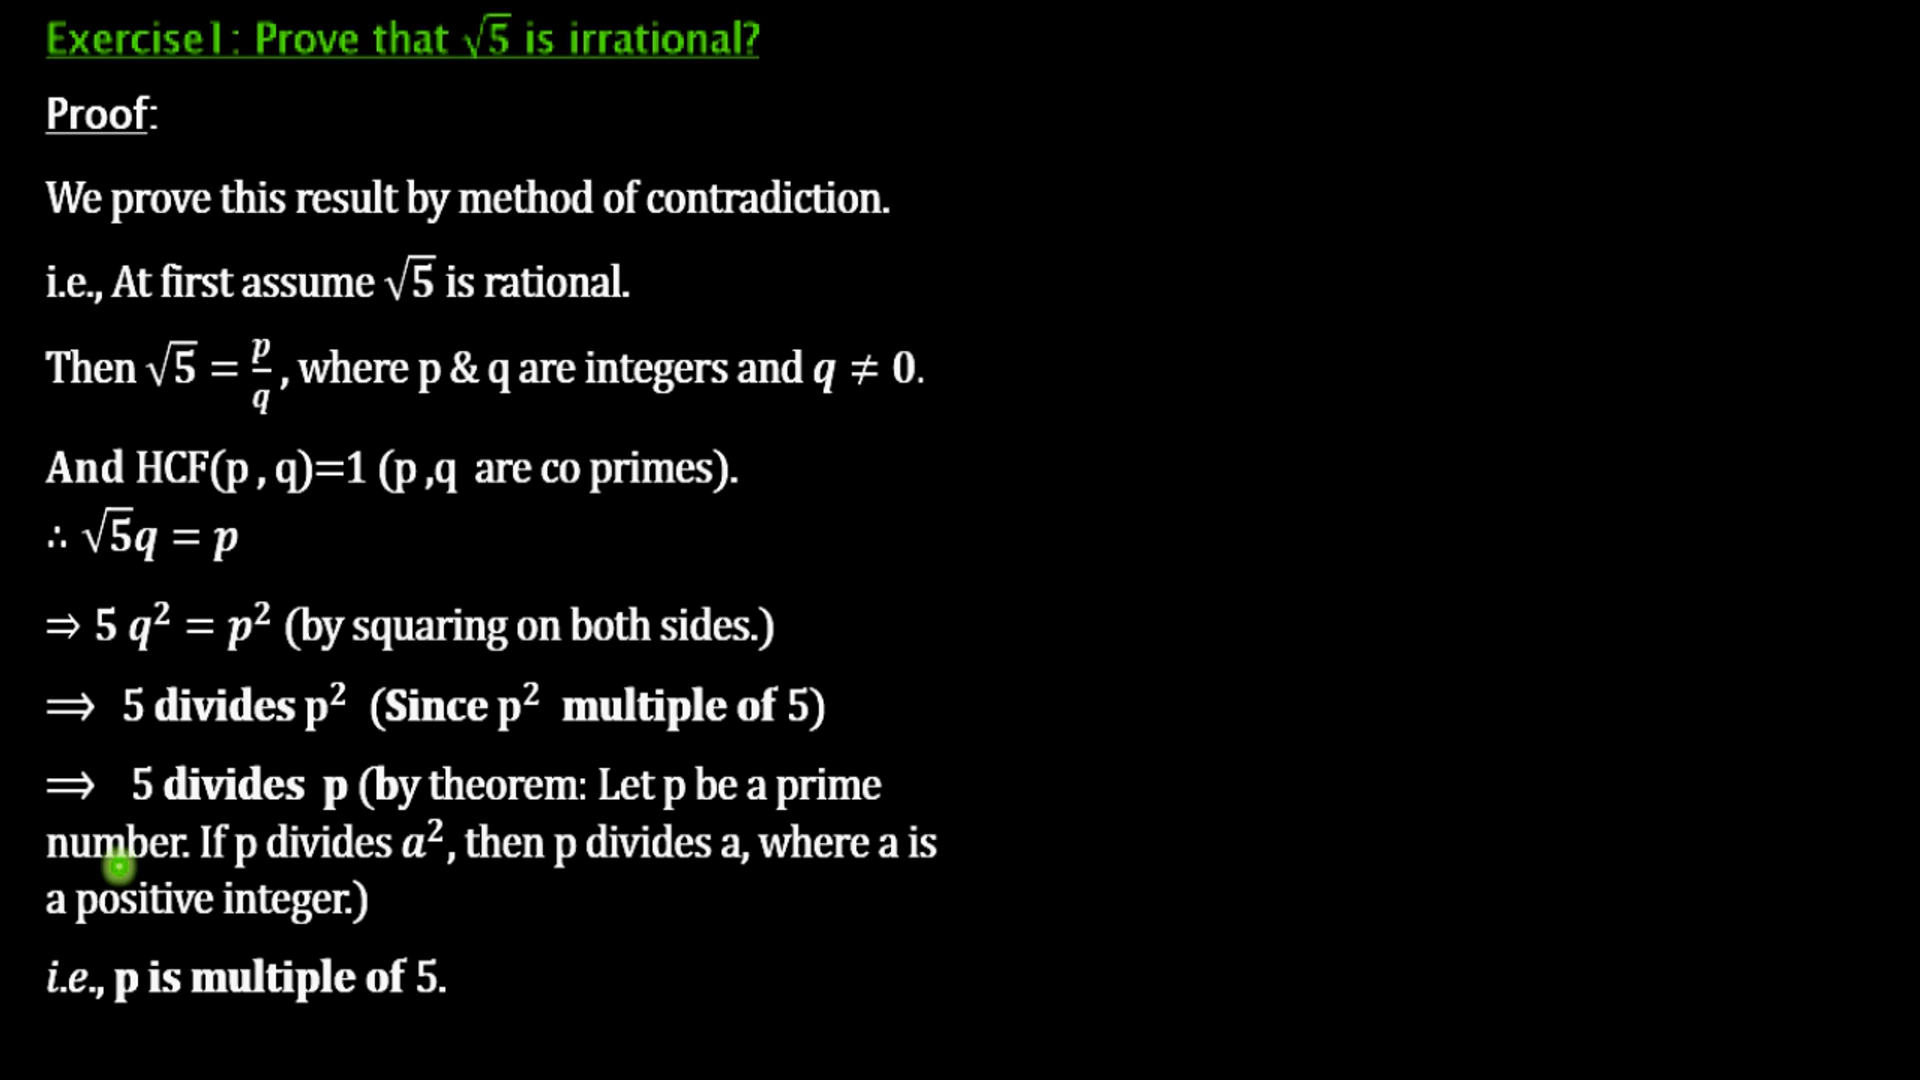 Exercise1: Prove that √5 is irrational?
Proof:
We prove this result by method of contradiction.
i.e., At first assume √5 is rational.
Then √5 = p/q, where p & q are integers and q ≠ 0.
And HCF(p , q)=1 (p ,q are co primes).
∴ √5q = p
⇒ 5 q² = p² (by squaring on both sides.)
⟹ 5 divides p² (Since p² multiple of 5)
⟹ 5 divides p (by theorem: Let p be a prime
number. If p divides a², then p divides a, where a is
a positive integer.)
i.e., p is multiple of 5.